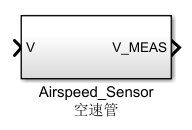 V V_MEAS
Airspeed_Sensor
空速管